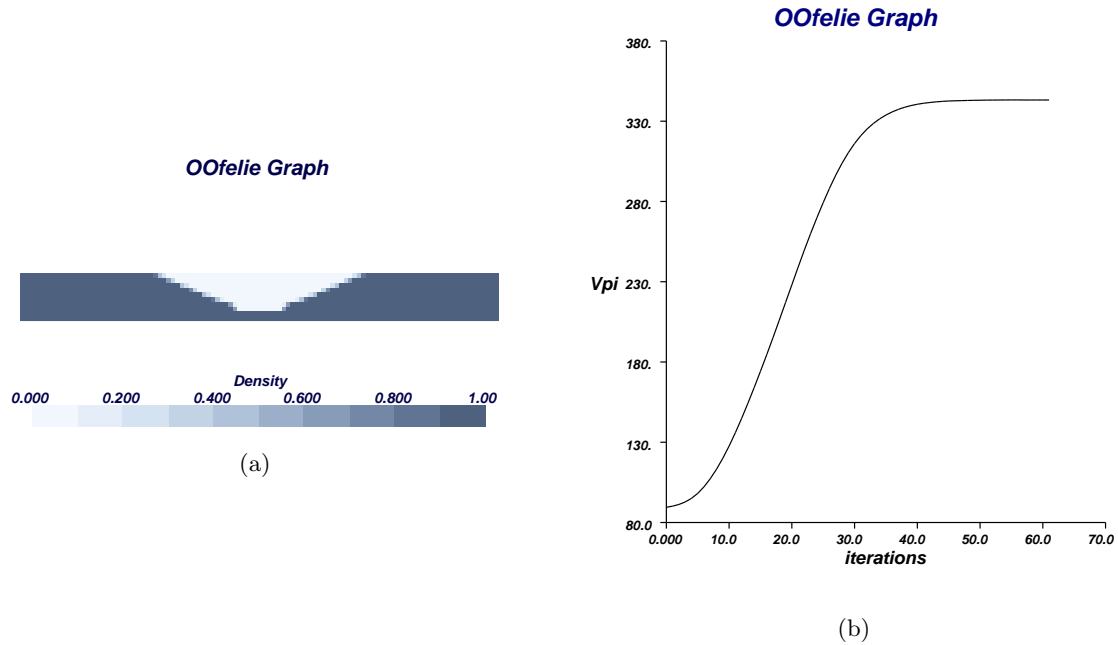 OOfelie Graph
Density
0.000 0.200 0.400 0.600 0.800 1.00
(a)
OOfelie Graph
380.
330.
280.
Vpi 230.
180.
130.
80.0
0.000 10.0 20.0 30.0 40.0 50.0 60.0 70.0
iterations
(b)